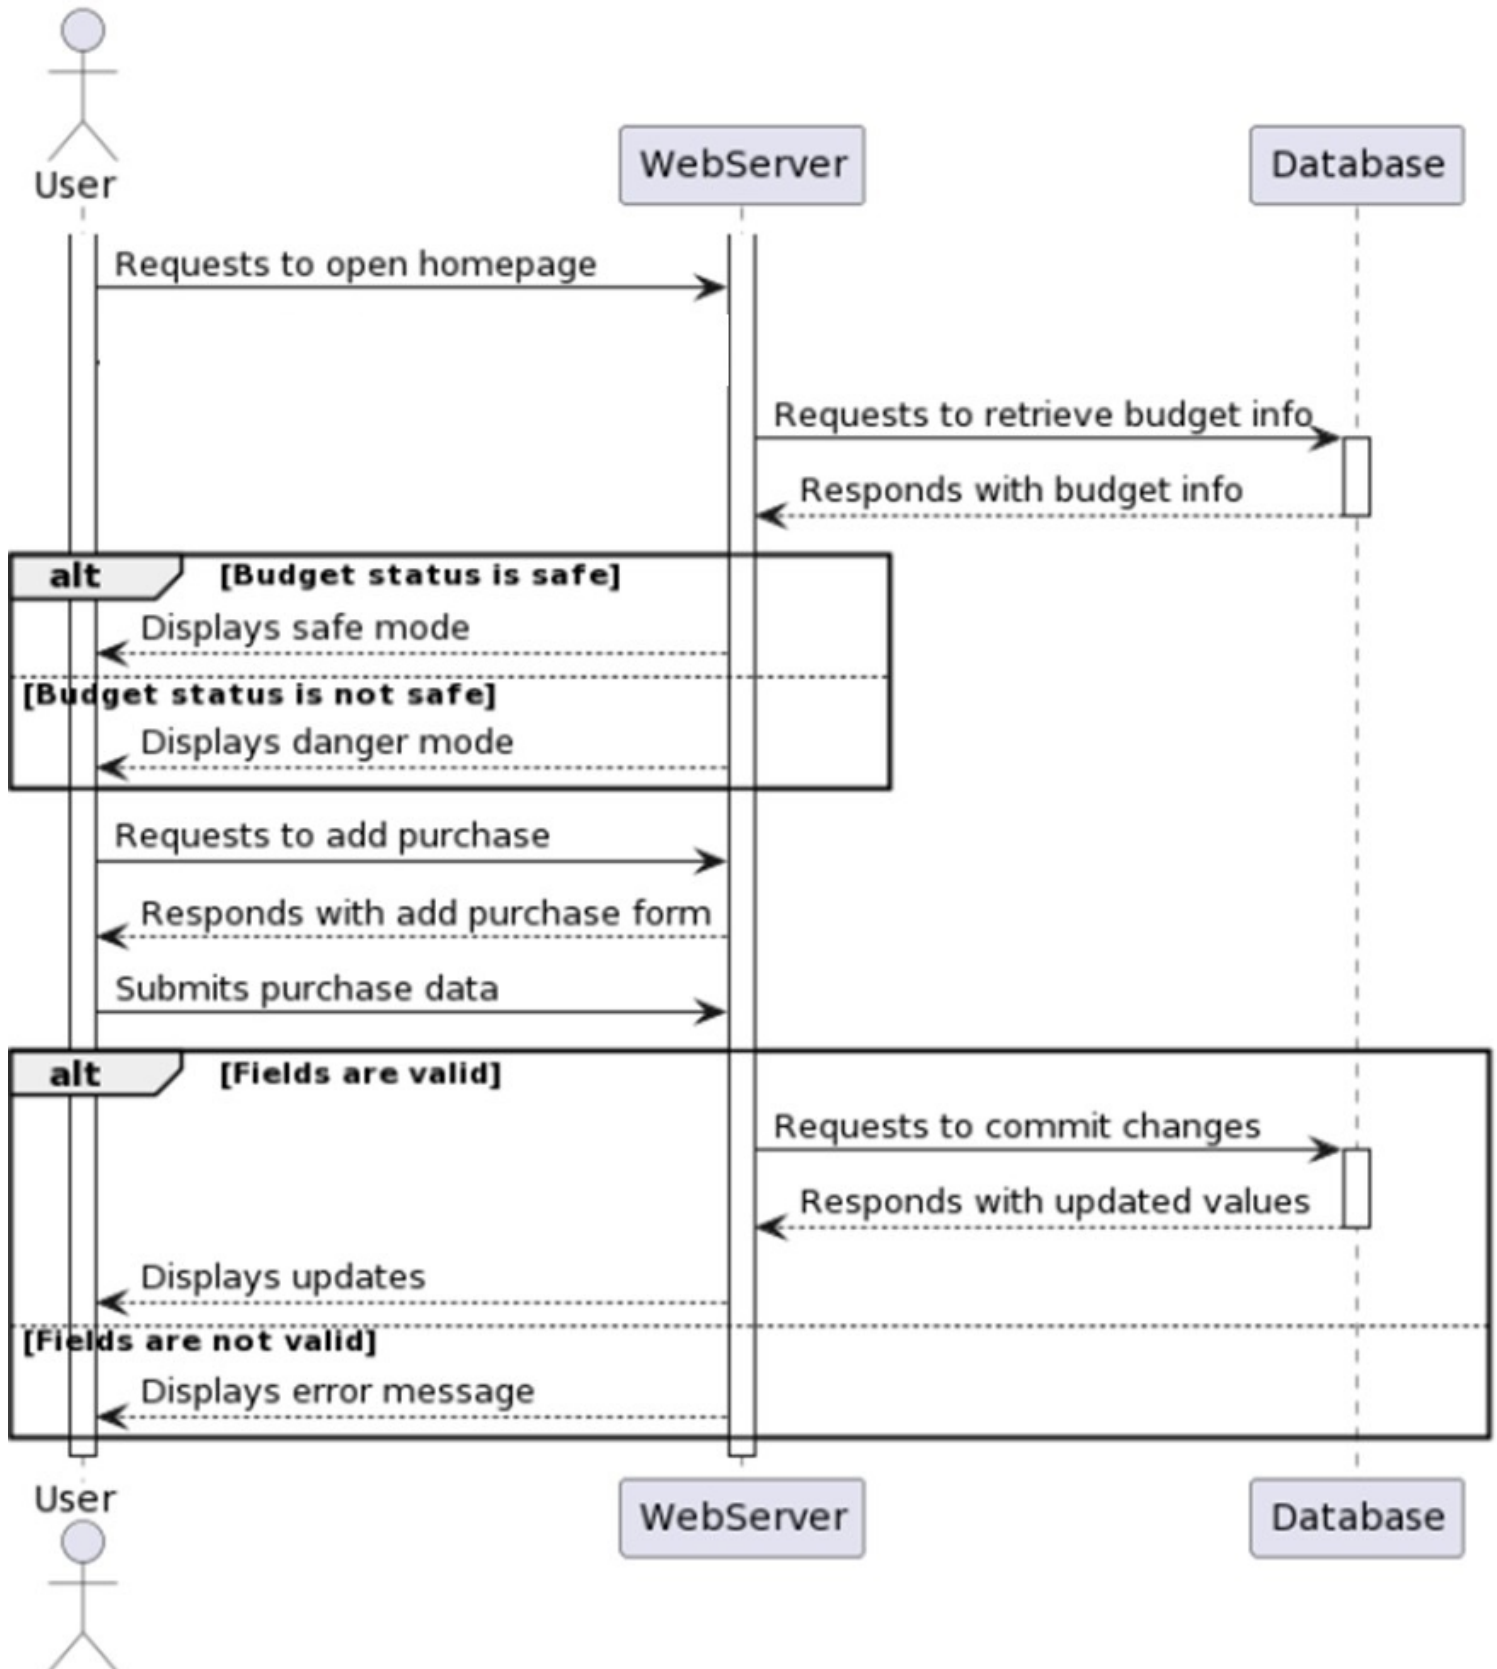 User
WebServer
Database
Requests to open homepage
Requests to retrieve budget info
Responds with budget info
alt
[Budget status is safe]
Displays safe mode
[Budget status is not safe]
Displays danger mode
Requests to add purchase
Responds with add purchase form
Submits purchase data
alt
[Fields are valid]
Requests to commit changes
Responds with updated values
Displays updates
[Fields are not valid]
Displays error message
User
WebServer
Database